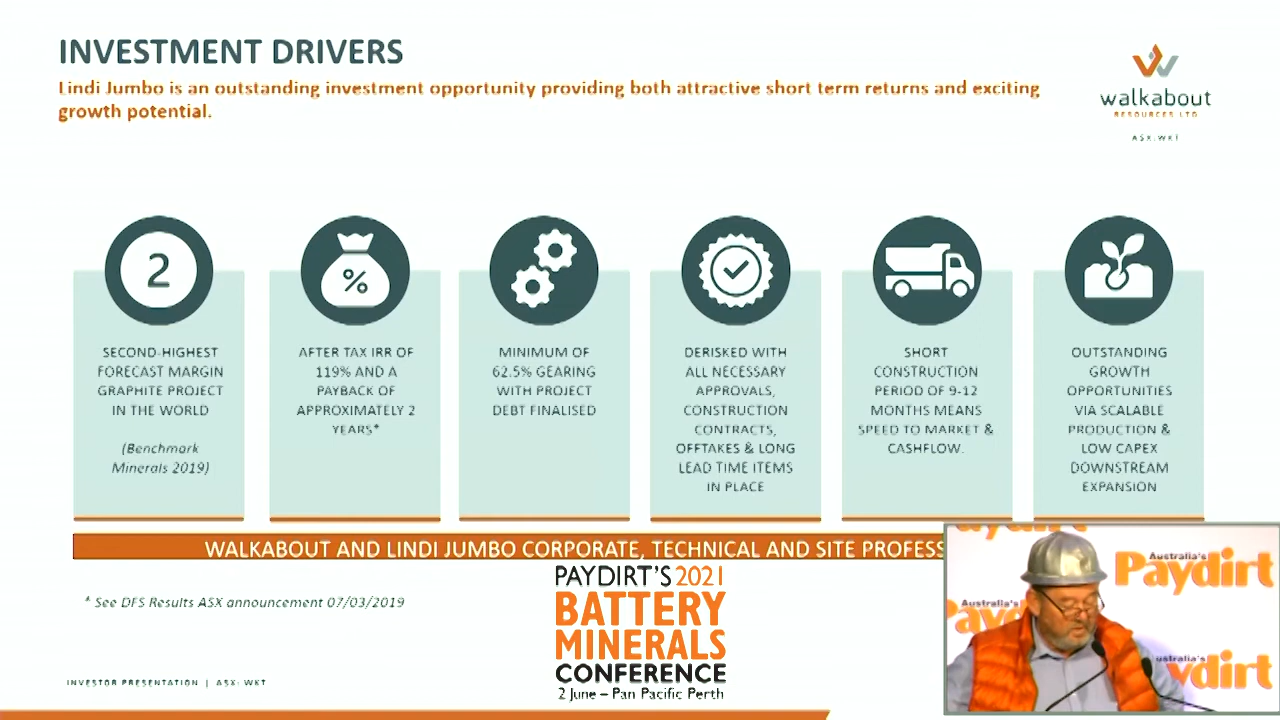 INVESTMENT DRIVERS
Lindi Jumbo is an outstanding investment opportunity providing both attractive short term returns and exciting
growth potential.
walkabout
RESOURCES LTD
ASX:WKT
2
SECOND-HIGHEST
FORECAST MARGIN
GRAPHITE PROJECT
IN THE WORLD
(Benchmark
Minerals 2019)
%
AFTER TAX IRR OF
119% AND A
PAYBACK OF
APPROXIMATELY 2
YEARS*
MINIMUM OF
62.5% GEARING
WITH PROJECT
DEBT FINALISED
DERISKED WITH
ALL NECESSARY
APPROVALS,
CONSTRUCTION
CONTRACTS,
OFFTAKES & LONG
LEAD TIME ITEMS
IN PLACE
SHORT
CONSTRUCTION
PERIOD OF 9-12
MONTHS MEANS
SPEED TO MARKET &
CASHFLOW.
OUTSTANDING
GROWTH
OPPORTUNITIES
VIA SCALABLE
PRODUCTION &
LOW CAPEX
DOWNSTREAM
EXPANSION
WALKABOUT AND LINDI JUMBO CORPORATE, TECHNICAL AND SITE PROFESS
* See DFS Results ASX announcement 07/03/2019
PAYDIRT'S 2021
BATTERY
MINERALS
CONFERENCE
2 June – Pan Pacific Perth
INVESTOR PRESENTATION | ASX: WKT
Australia's
Paydirt
Australia's
Payd
ustralia's
ydirt